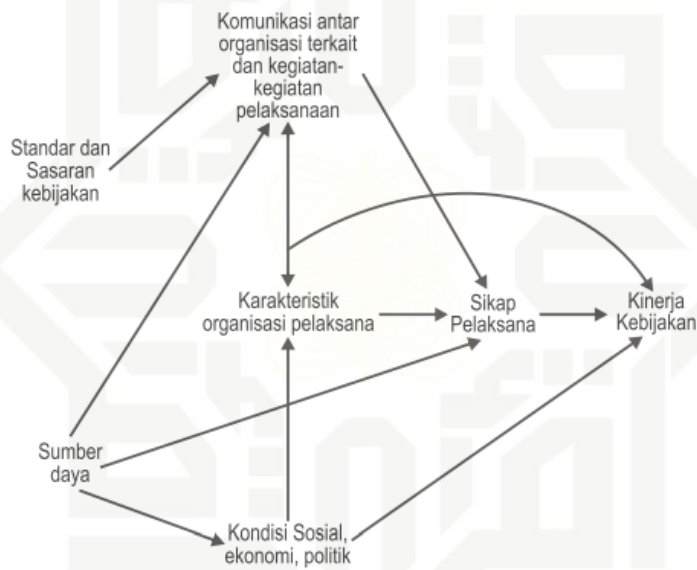 Komunikasi antar
organisasi terkait
dan kegiatan-
kegiatan
pelaksanaan
Standar dan
Sasaran
kebijakan
Karakteristik
organisasi pelaksana
Sikap
Pelaksana
Kinerja
Kebijakan
Sumber
daya
Kondisi Sosial,
ekonomi, politik